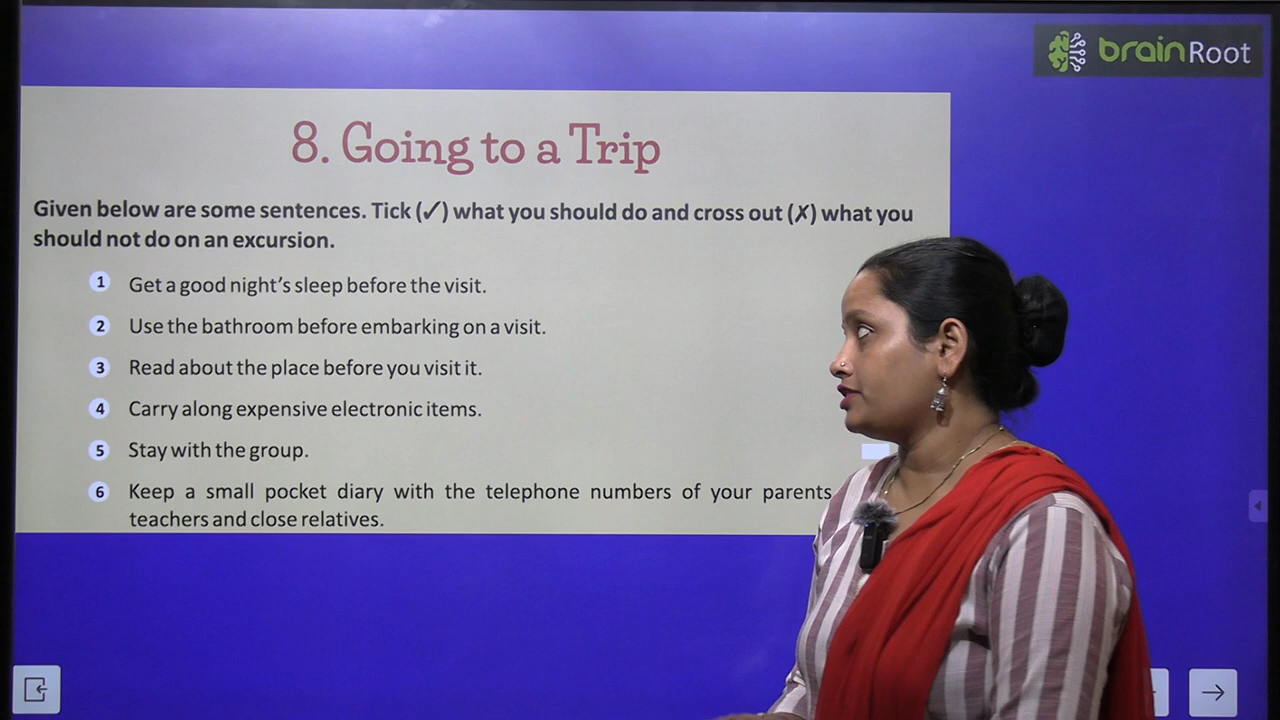 brainRoot
8. Going to a Trip
Given below are some sentences. Tick (✓) what you should do and cross out (✗) what you
should not do on an excursion.
1 Get a good night's sleep before the visit.
2 Use the bathroom before embarking on a visit.
3 Read about the place before you visit it.
4 Carry along expensive electronic items.
5 Stay with the group.
6 Keep a small pocket diary with the telephone numbers of your parents
teachers and close relatives.